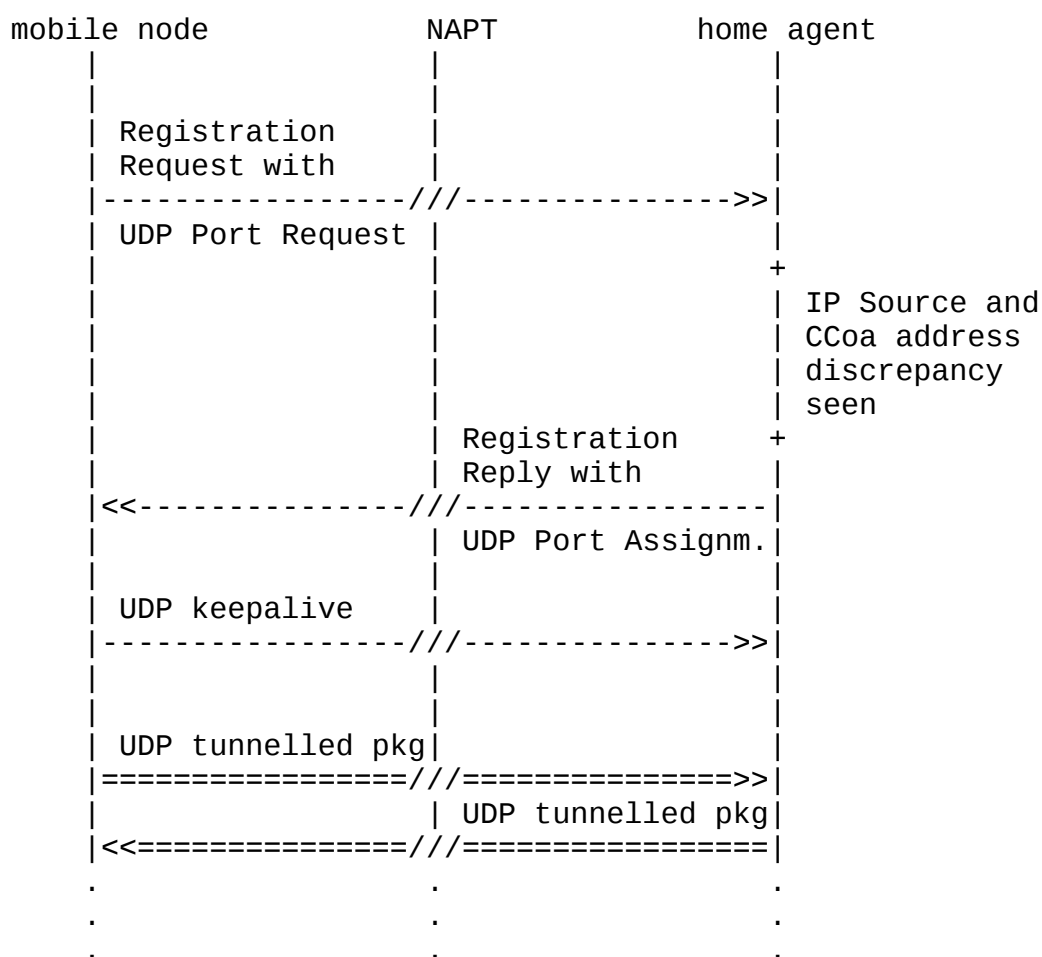 mobile node NAPT home agent
Registration
Request with
UDP Port Request
IP Source and
CCoa address
discrepancy
seen
Registration
Reply with
UDP Port Assignm.
UDP keepalive
UDP tunnelled pkg
UDP tunnelled pkg